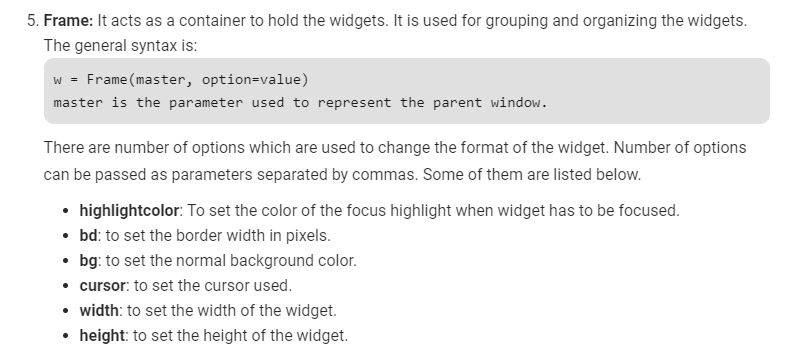 5. Frame: It acts as a container to hold the widgets. It is used for grouping and organizing the widgets.
The general syntax is:
w = Frame(master, option=value)
master is the parameter used to represent the parent window.
There are number of options which are used to change the format of the widget. Number of options
can be passed as parameters separated by commas. Some of them are listed below.
• highlightcolor: To set the color of the focus highlight when widget has to be focused.
• bd: to set the border width in pixels.
• bg: to set the normal background color.
• cursor: to set the cursor used.
• width: to set the width of the widget.
• height: to set the height of the widget.